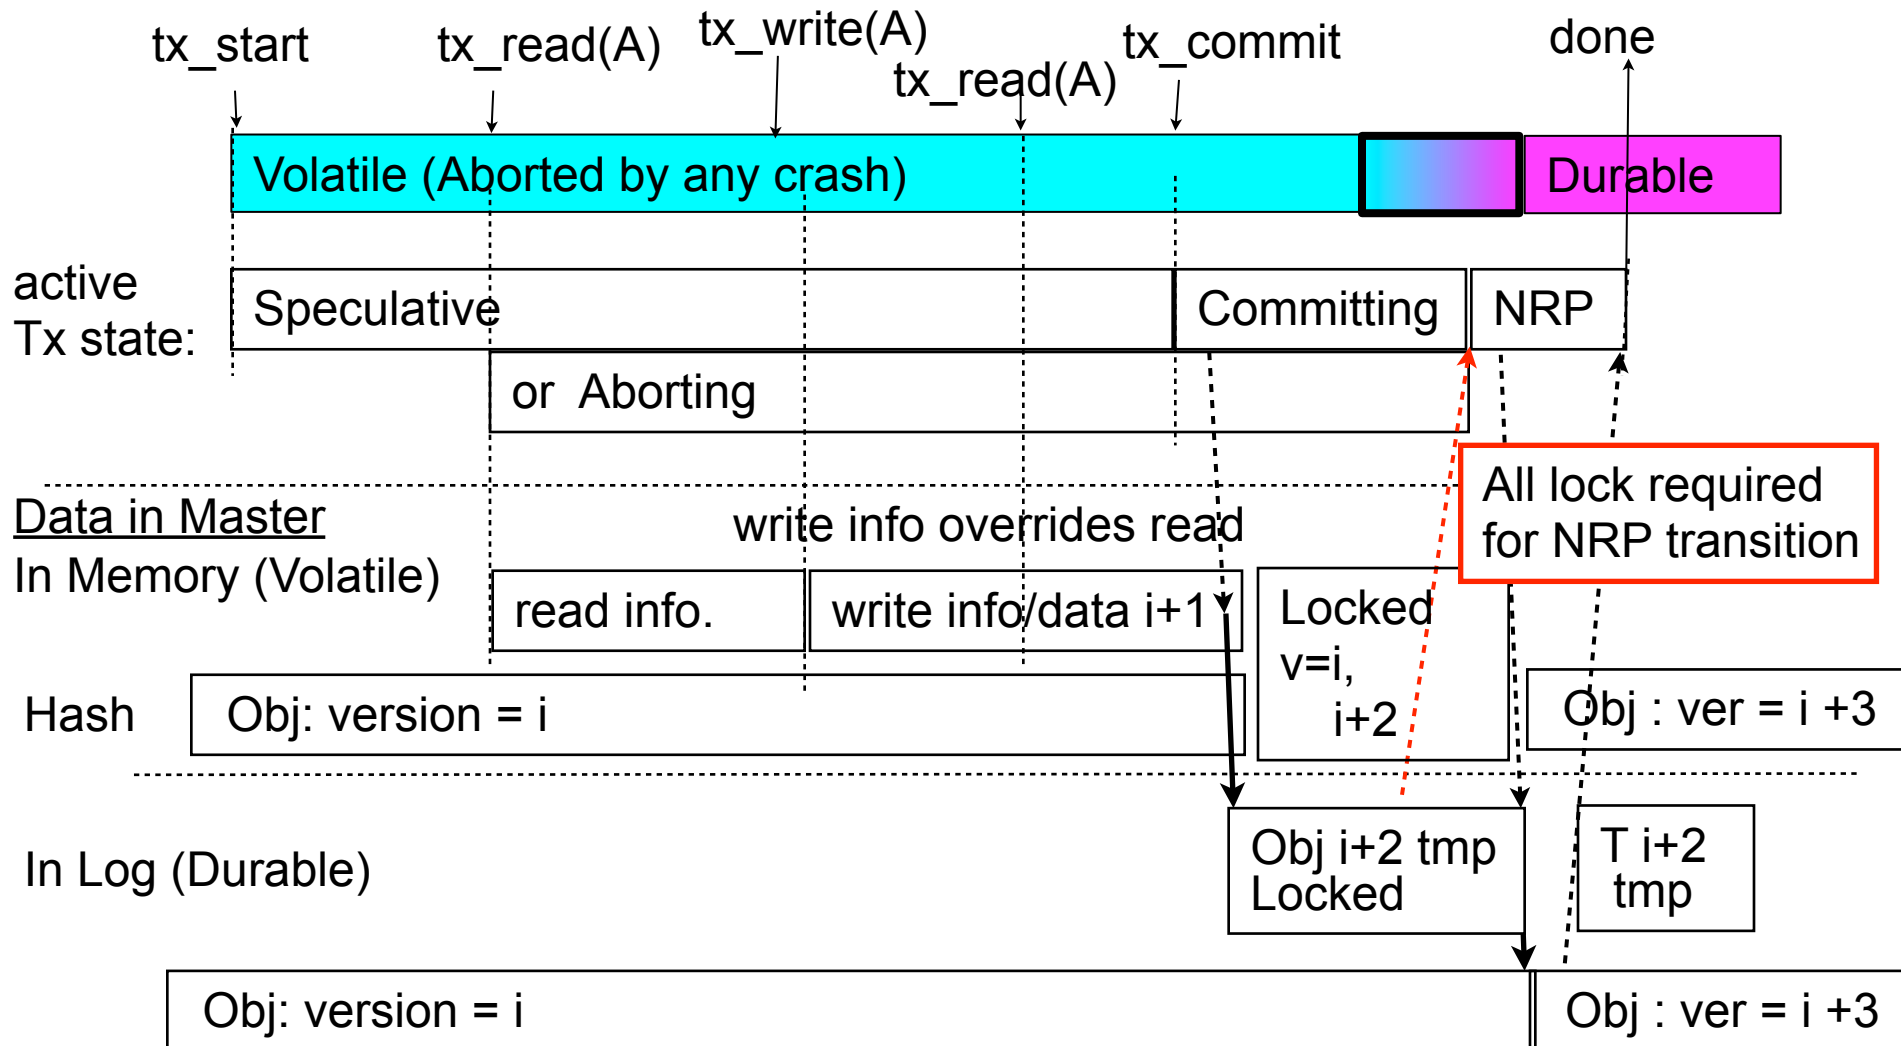 tx_start
tx_read(A)
tx_write(A)
tx_read(A)
tx_commit
done
Volatile (Aborted by any crash)
Durable
active
Tx state:
Speculative
Committing
NRP
or Aborting
All lock required
for NRP transition
Data in Master
In Memory (Volatile)
write info overrides read
read info.
write info/data i+1
Locked
v=i,
i+2
Hash
Obj: version = i
Obj : ver = i +3
In Log (Durable)
Obj i+2 tmp
Locked
T i+2
tmp
Obj: version = i
Obj : ver = i +3